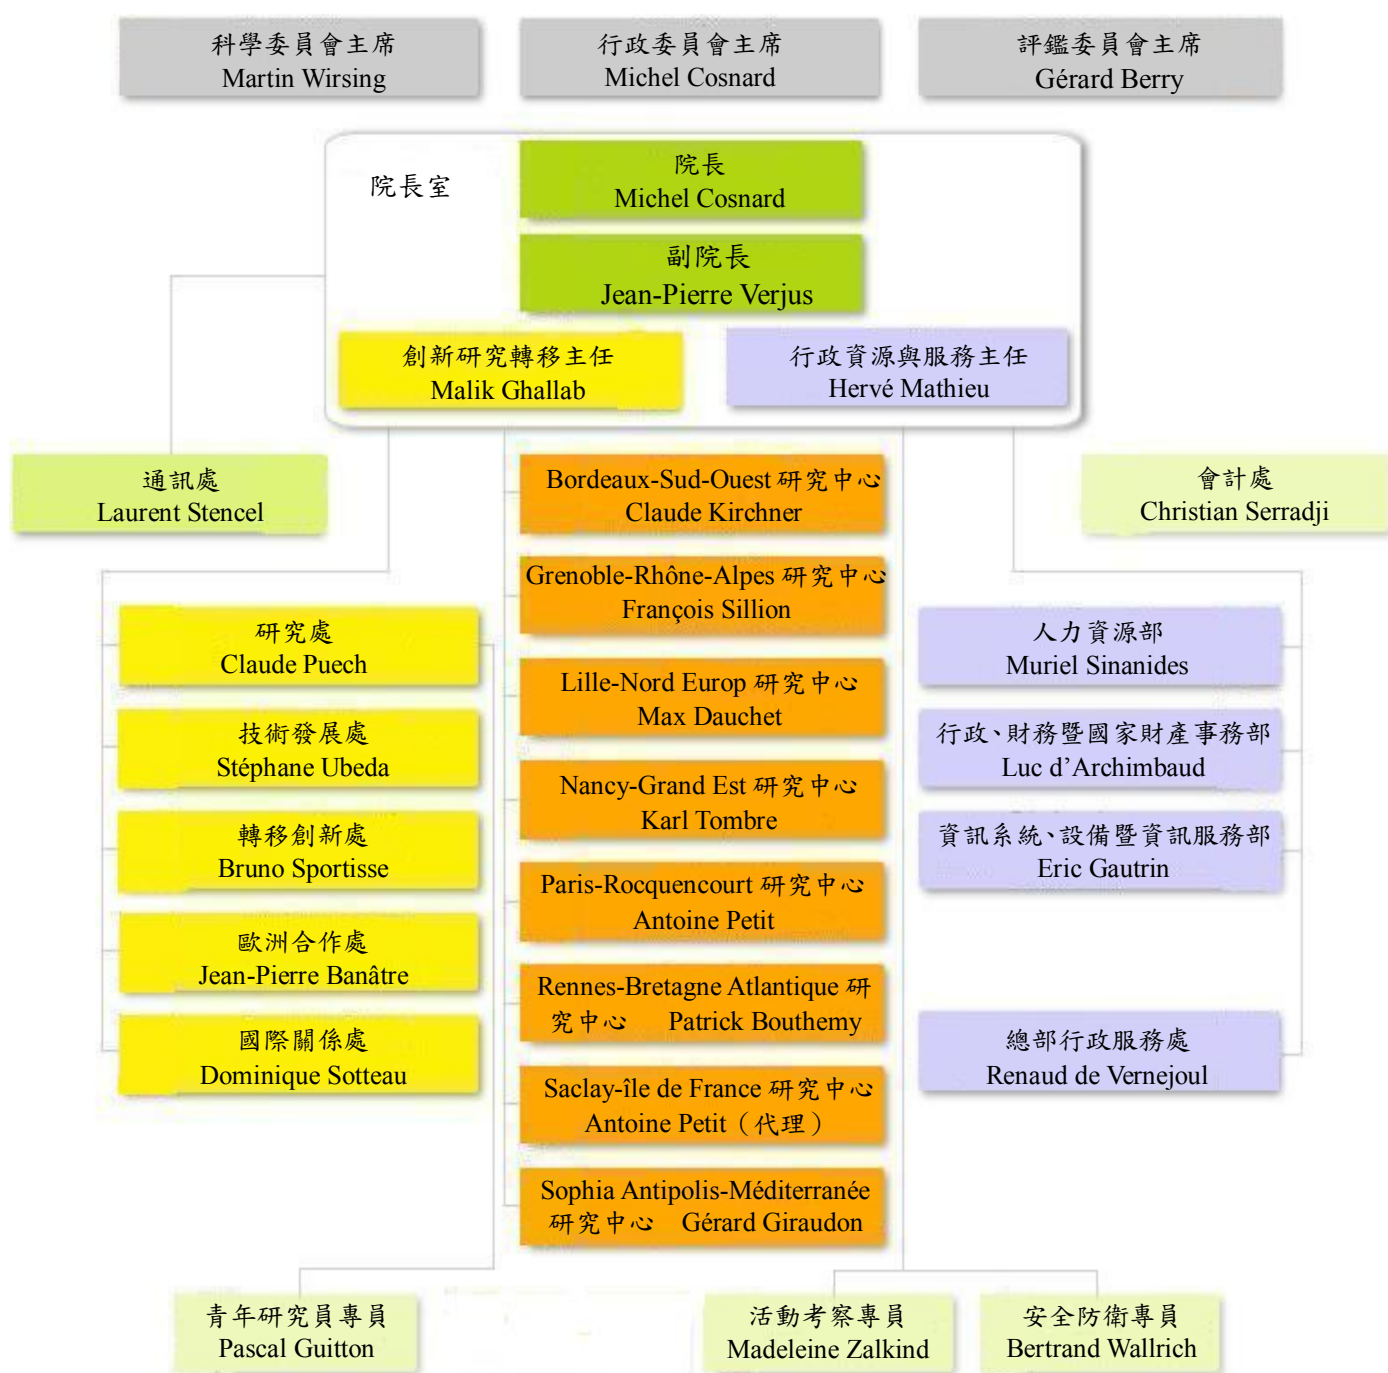 科學委員會主席
Martin Wirsing
行政委員會主席
Michel Cosnard
評鑑委員會主席
Gérard Berry
院長室
院長
Michel Cosnard
副院長
Jean-Pierre Verjus
創新研究轉移主任
Malik Ghallab
行政資源與服務主任
Hervé Mathieu
通訊處
Laurent Stencel
會計處
Christian Serradji
研究處
Claude Puech
技術發展處
Stéphane Ubeda
轉移創新處
Bruno Sportisse
歐洲合作處
Jean-Pierre Banâtre
國際關係處
Dominique Sotteau
Bordeaux-Sud-Ouest 研究中心
Claude Kirchner
Grenoble-Rhône-Alpes 研究中心
François Sillion
Lille-Nord Europ 研究中心
Max Dauchet
Nancy-Grand Est 研究中心
Karl Tombre
Paris-Rocquencourt 研究中心
Antoine Petit
Rennes-Bretagne Atlantique 研
究中心 Patrick Bouthemy
Saclay-île de France 研究中心
Antoine Petit（代理）
Sophia Antipolis-Méditerranée
研究中心 Gérard Giraudon
人力資源部
Muriel Sinanides
行政、財務暨國家財產事務部
Luc d’Archimbaud
資訊系統、設備暨資訊服務部
Eric Gautrin
總部行政服務處
Renaud de Vernejoul
青年研究員專員
Pascal Guitton
活動考察專員
Madeleine Zalkind
安全防衛專員
Bertrand Wallrich